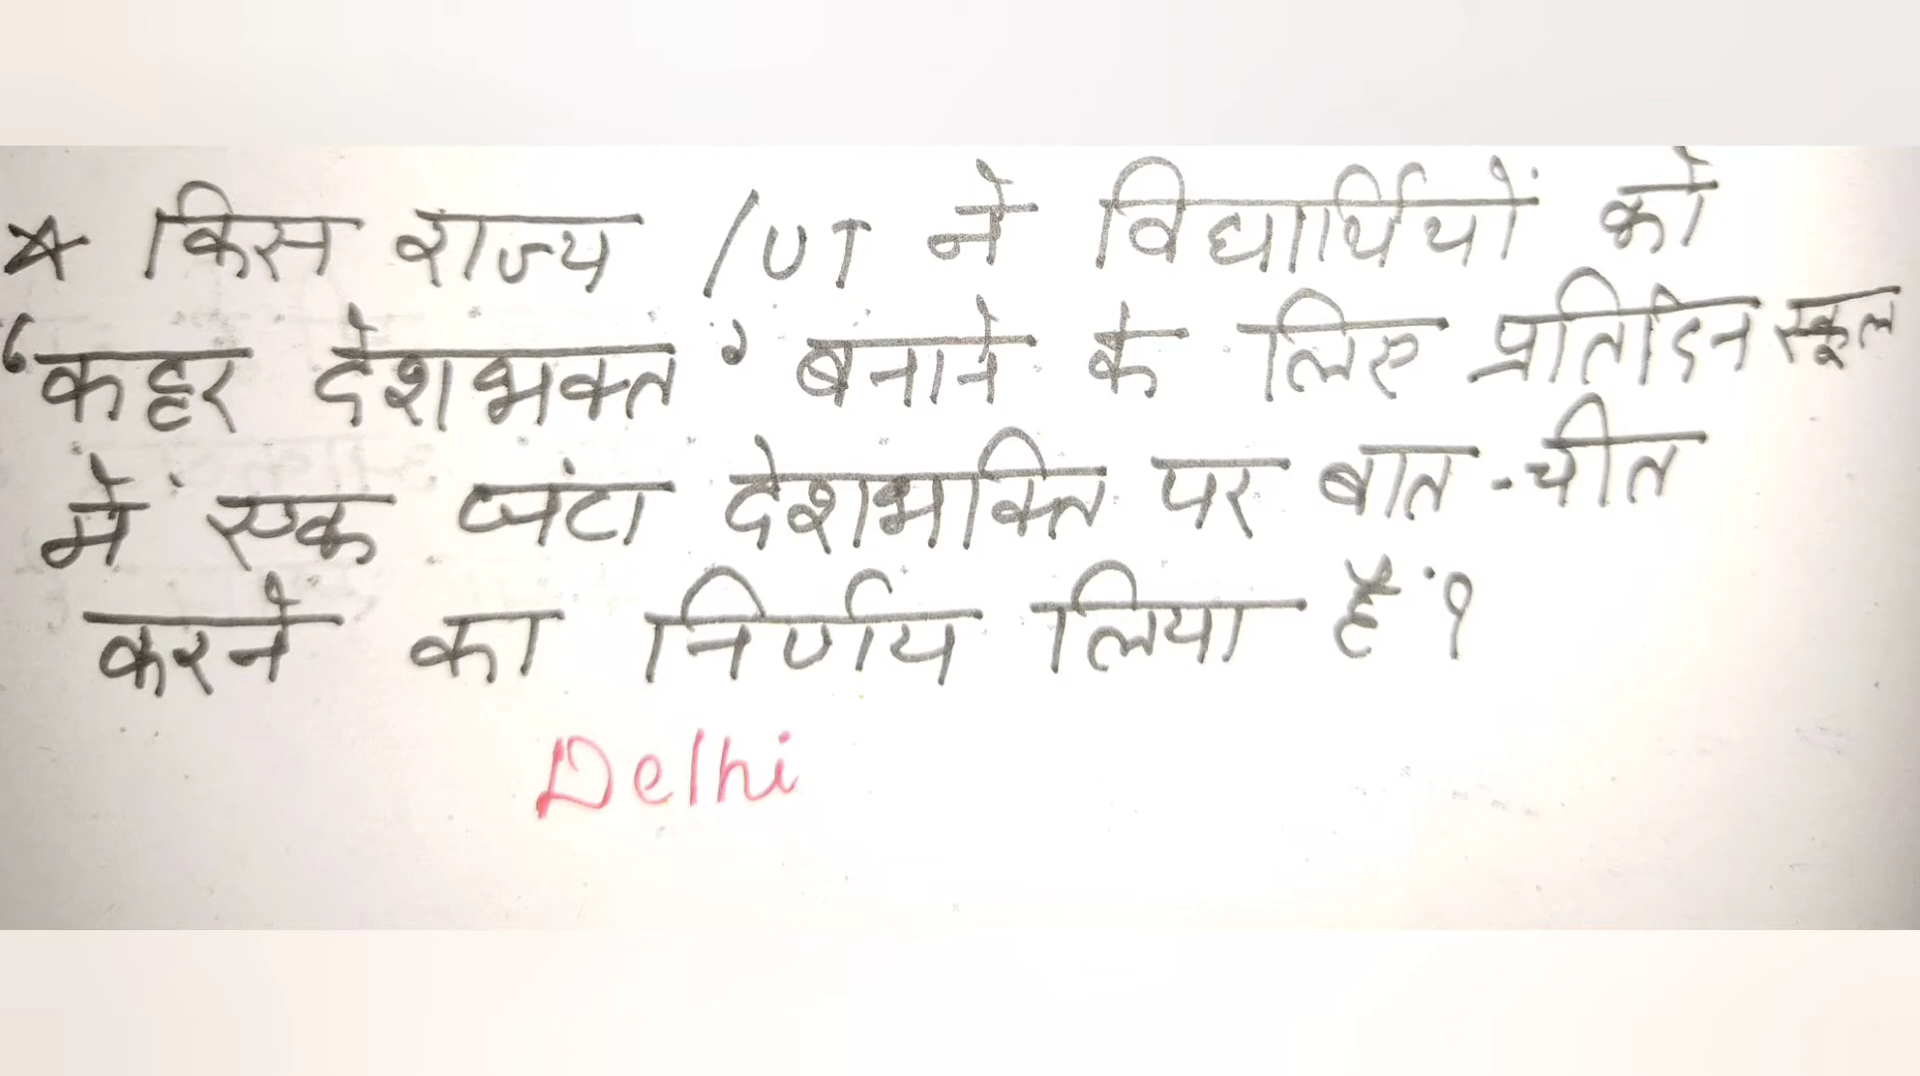 * किस राज्य /UT ने विद्यार्थियों को
'कट्टर देशभक्त' बनाने के लिए प्रतिदिन स्कूल
में एक घंटा देशभक्ति पर बात-चीत
करने का निर्णय लिया हैं?
Delhi